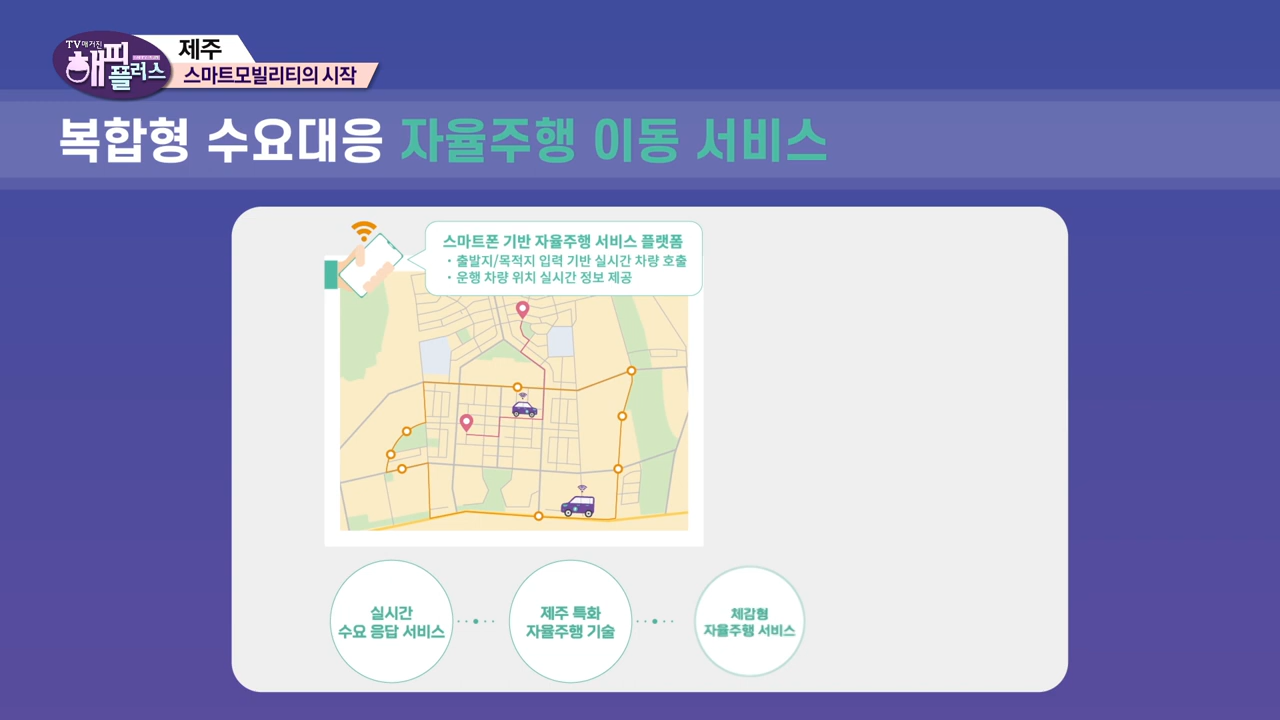 TV매거진
해피
플러스
제주
스마트모빌리티의 시작
복합형 수요대응 자율주행 이동 서비스
스마트폰 기반 자율주행 서비스 플랫폼
· 출발지/목적지 입력 기반 실시간 차량 호출
· 운행 차량 위치 실시간 정보 제공
실시간
수요 응답 서비스
제주 특화
자율주행 기술
체감형
자율주행 서비스